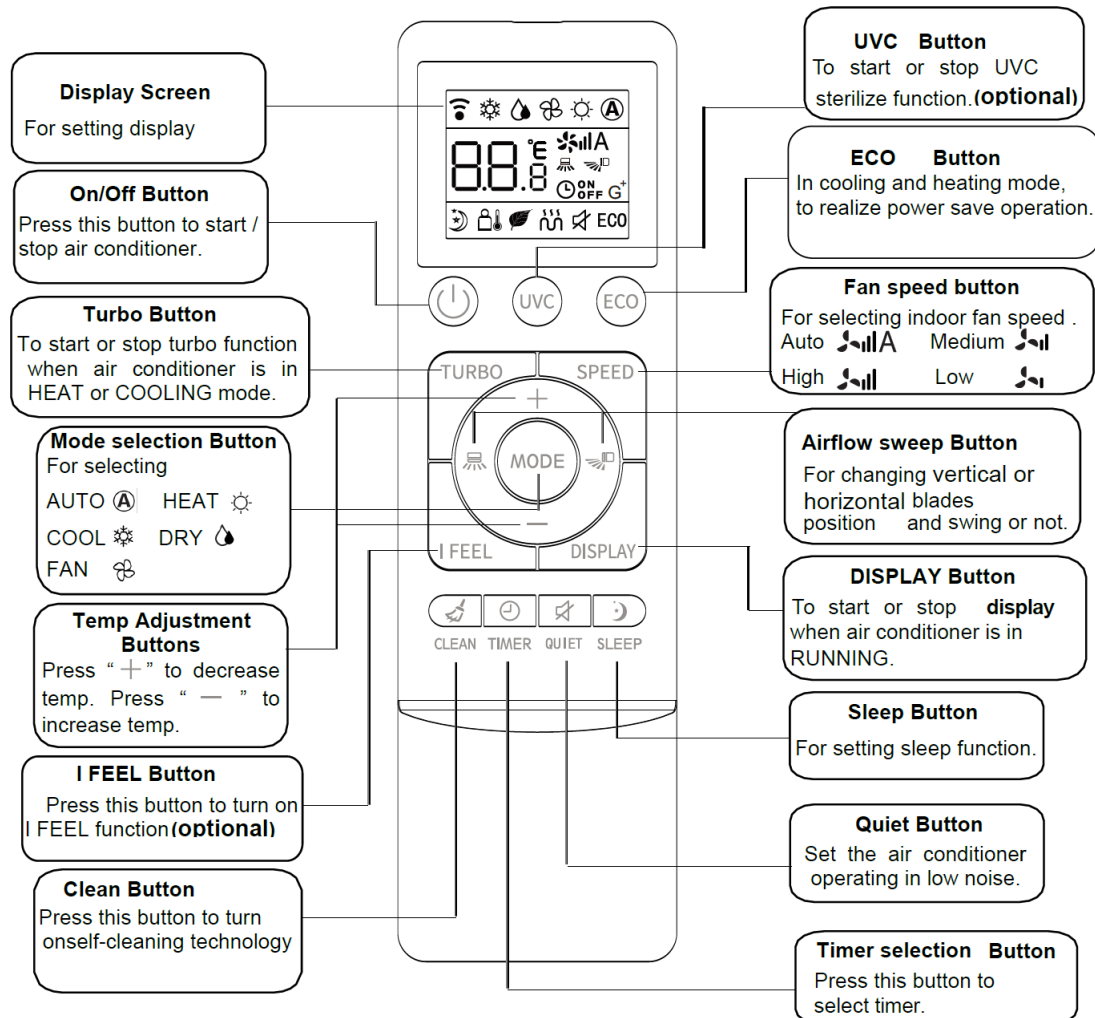 Display Screen
For setting display
On/Off Button
Press this button to start /
stop air conditioner.
Turbo Button
To start or stop turbo function
when air conditioner is in
HEAT or COOLING mode.
Mode selection Button
For selecting
AUTO A HEAT
COOL DRY
FAN
Temp Adjustment
Buttons
Press “ + ” to decrease
temp. Press “ — ” to
increase temp.
I FEEL Button
Press this button to turn on
I FEEL function(optional)
Clean Button
Press this button to turn
onself-cleaning technology
A
88.8 °E A
ON
OFF G+
ECO
UVC ECO
TURBO SPEED
+
MODE
—
I FEEL DISPLAY
CLEAN TIMER QUIET SLEEP
UVC Button
To start or stop UVC
sterilize function.(optional)
ECO Button
In cooling and heating mode,
to realize power save operation.
Fan speed button
For selecting indoor fan speed .
Auto A Medium
High Low
Airflow sweep Button
For changing vertical or
horizontal blades
position and swing or not.
DISPLAY Button
To start or stop display
when air conditioner is in
RUNNING.
Sleep Button
For setting sleep function.
Quiet Button
Set the air conditioner
operating in low noise.
Timer selection Button
Press this button to
select timer.